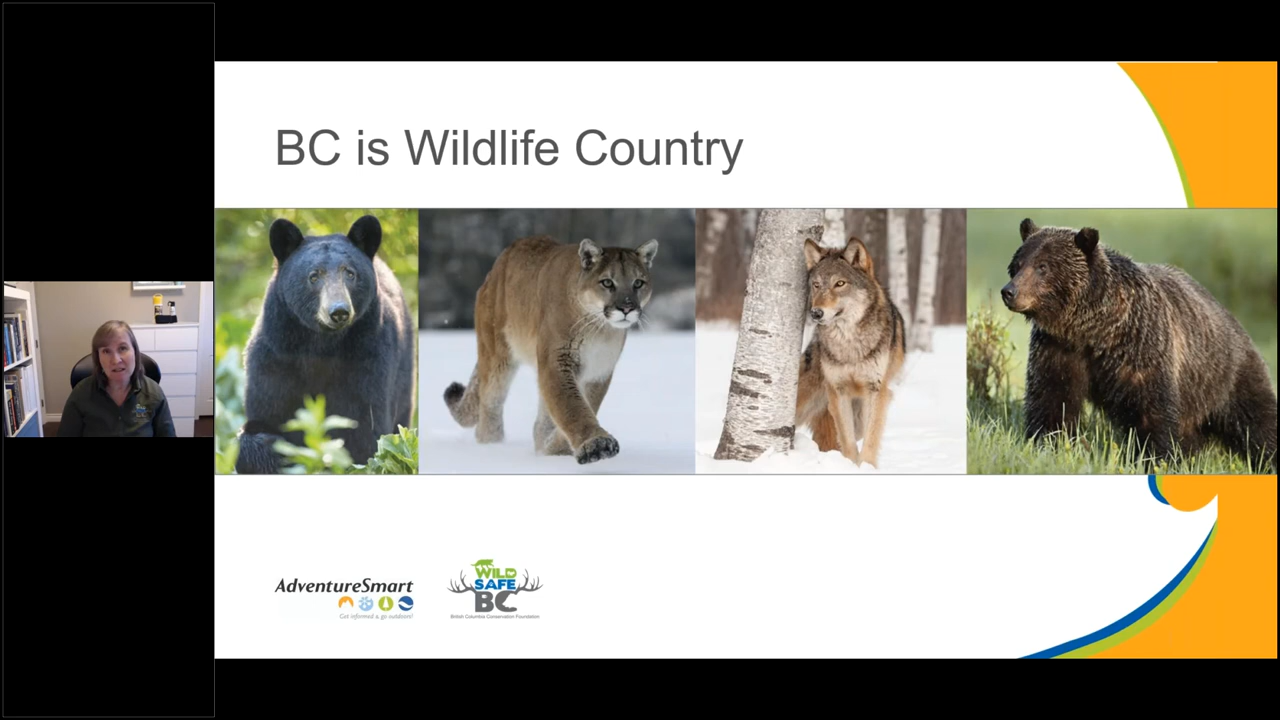 BC is Wildlife Country
AdventureSmart
Get informed & go outdoors!
WILD
SAFE
BC
British Columbia Conservation Foundation